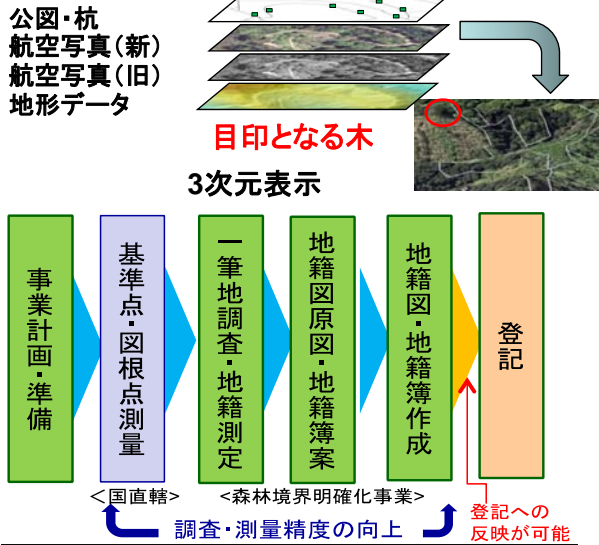 公図・杭
航空写真(新)
航空写真(旧)
地形データ
目印となる木
3次元表示
事業計画・準備
基準点・図根点測量
一筆地調査・地籍測定
地籍図原図・地籍簿案
地籍図・地籍簿作成
登記
<国直轄>
<森林境界明確化事業>
調査・測量精度の向上
登記への
反映が可能